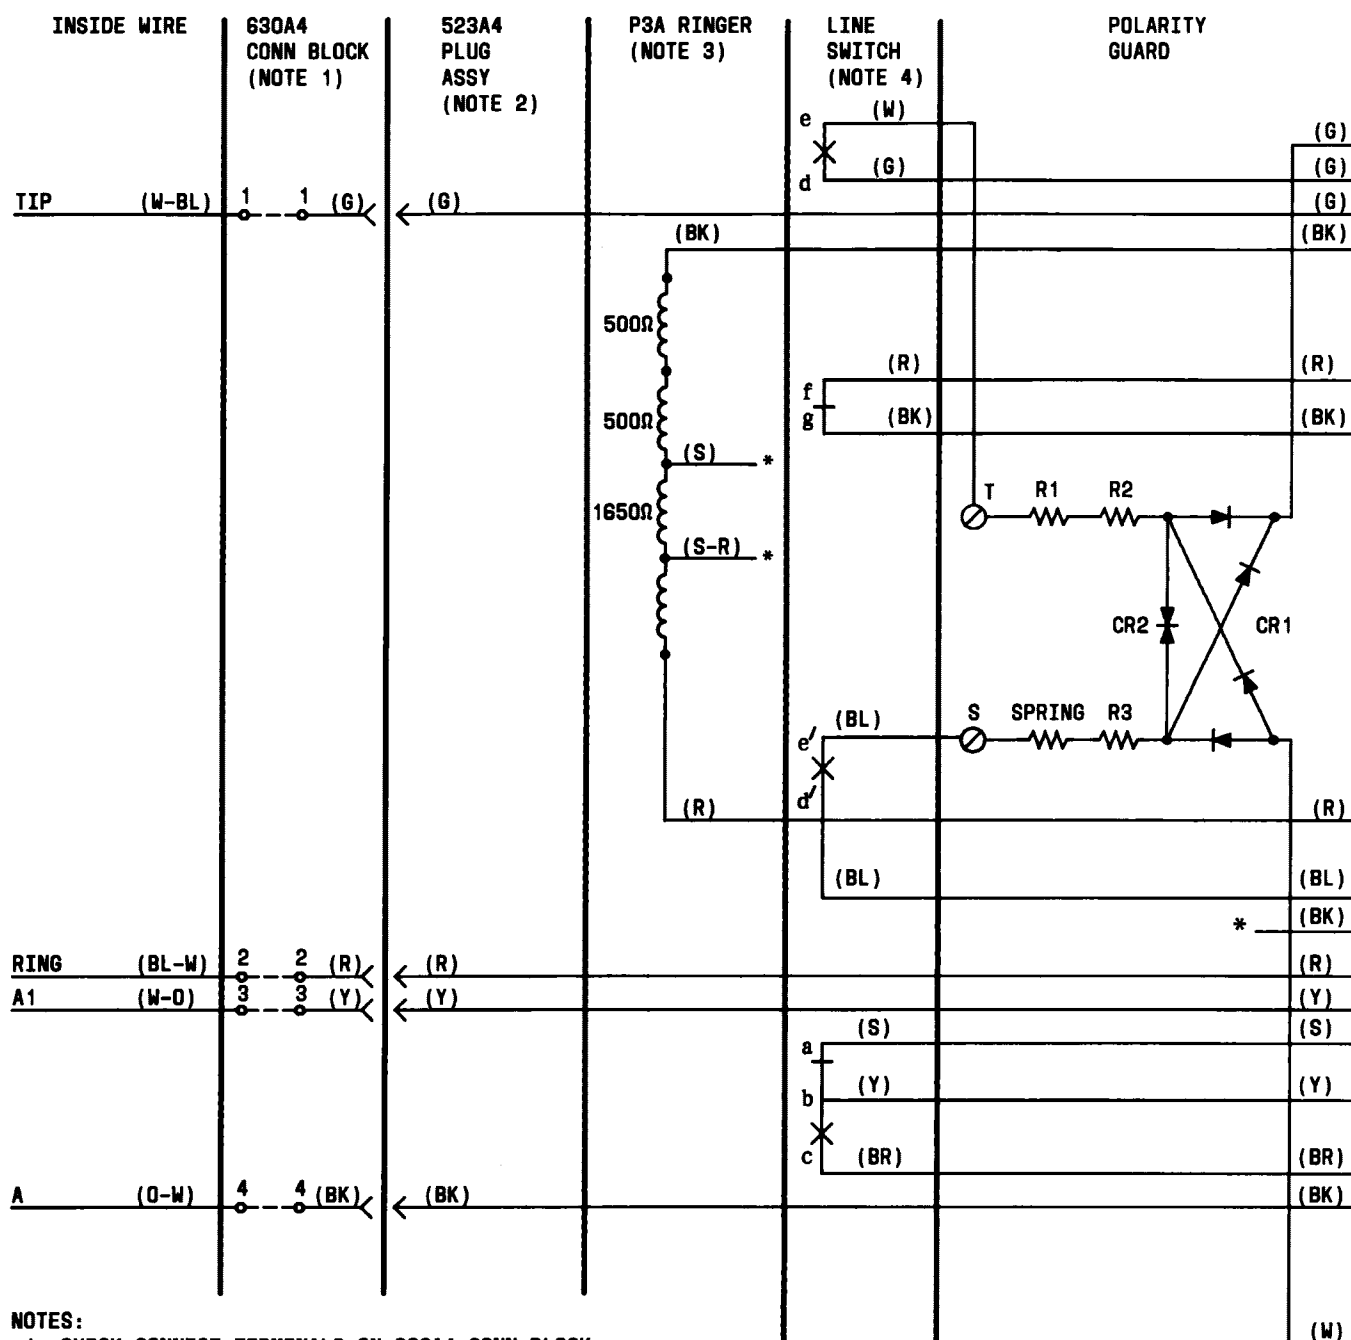 INSIDE WIRE
630A4
CONN BLOCK
(NOTE 1)
523A4
PLUG
ASSY
(NOTE 2)
P3A RINGER
(NOTE 3)
LINE
SWITCH
(NOTE 4)
POLARITY
GUARD
e (W)
(G)
d (G) (G)
TIP (W-BL) 1 1 (G) (G) (G)
(BK) (BK)
500Ω
(R) (R)
f
500Ω g (BK) (BK)
(S) *
T R1 R2
1650Ω
(S-R) *
CR2 CR1
S SPRING R3
e' (BL)
d'
(R) (R)
(BL) (BL)
* (BK)
RING (BL-W) 2 2 (R) (R) (R)
A1 (W-O) 3 3 (Y) (Y) (Y)
(S) (S)
a
b (Y) (Y)
c (BR) (BR)
A (O-W) 4 4 (BK) (BK) (BK)
NOTES:
(W)